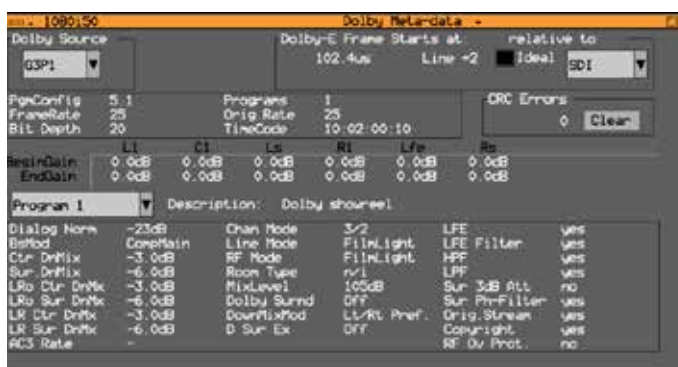 1080i50 Dolby Meta-data -
Dolby Source Dolby-E Frame Starts at relative to
G3P1 102.4us Line +2 Ideal SDI
PgmConfig 5.1 Programs 1 CRC Errors
FrameRate 25 Orig Rate 25 0 Clear
Bit Depth 20 TimeCode 10:02:00:10
L1 C1 Ls R1 Lfe Rs
BeginGain 0.0dB 0.0dB 0.0dB 0.0dB 0.0dB 0.0dB
EndGain 0.0dB 0.0dB 0.0dB 0.0dB 0.0dB 0.0dB
Program 1 Description: Dolby showreel
Dialog Norm -23dB Chan Mode 3/2 LFE yes
BsMod CompMain Line Mode FilmLight LFE Filter yes
Ctr DnMix -3.0dB RF Mode FilmLight HPF yes
Sur DnMix -6.0dB Room Type n/i LPF yes
LRo Ctr DnMx -3.0dB MixLevel 105dB Sur 3dB Att no
LRo Sur DnMx -6.0dB Dolby Surnd Off Sur Ph-Filter yes
LR Ctr DnMx -3.0dB DownMixMod Lt/Rt Pref. Orig.Stream yes
LR Sur DnMx -6.0dB D Sur Ex Off Copyright yes
AC3 Rate - RF Ov Prot. no